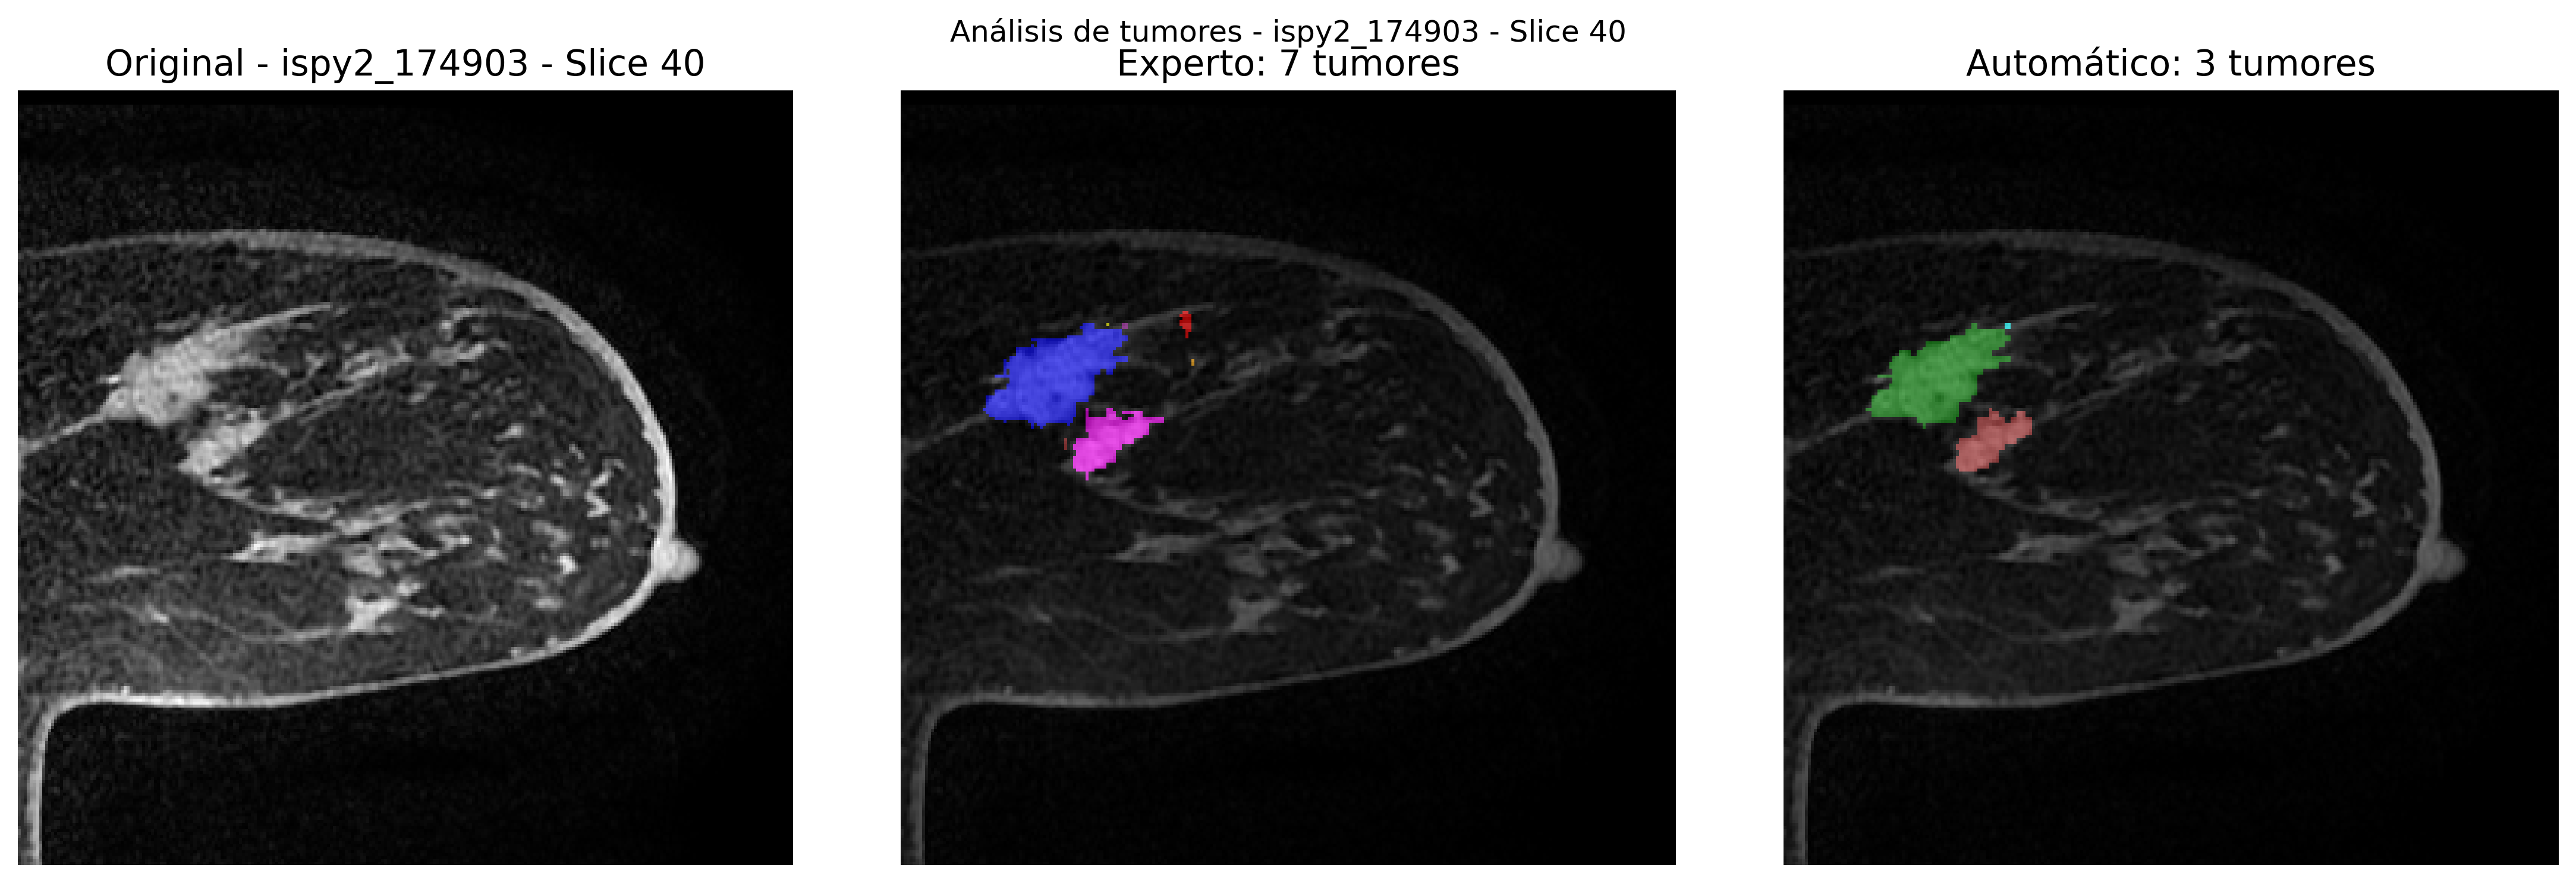 Análisis de tumores - ispy2_174903 - Slice 40
Original - ispy2_174903 - Slice 40
Experto: 7 tumores
Automático: 3 tumores